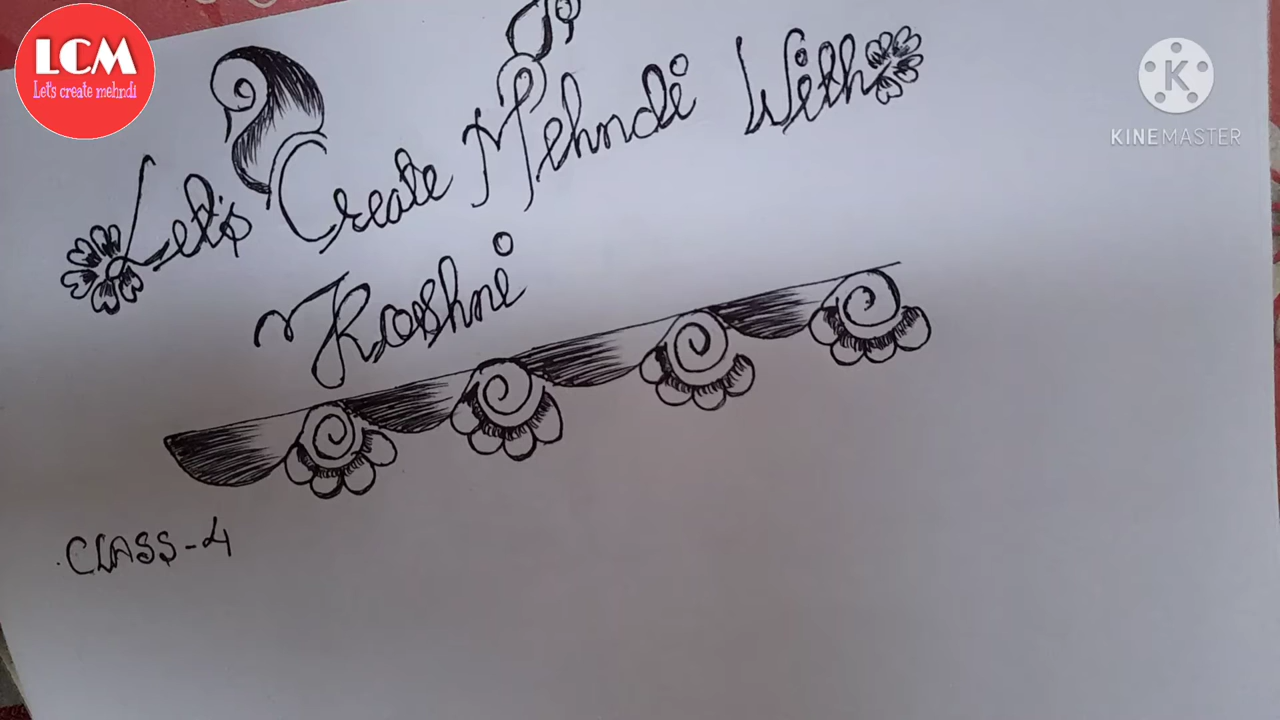 LCM
Let's create mehndi
Let's Create Mehndi With
Roshni
CLASS-4
K
KINEMASTER